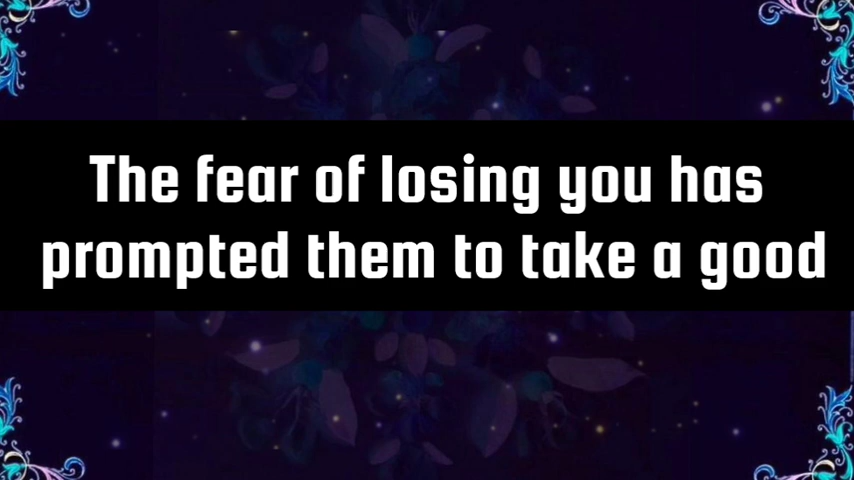 The fear of losing you has
prompted them to take a good